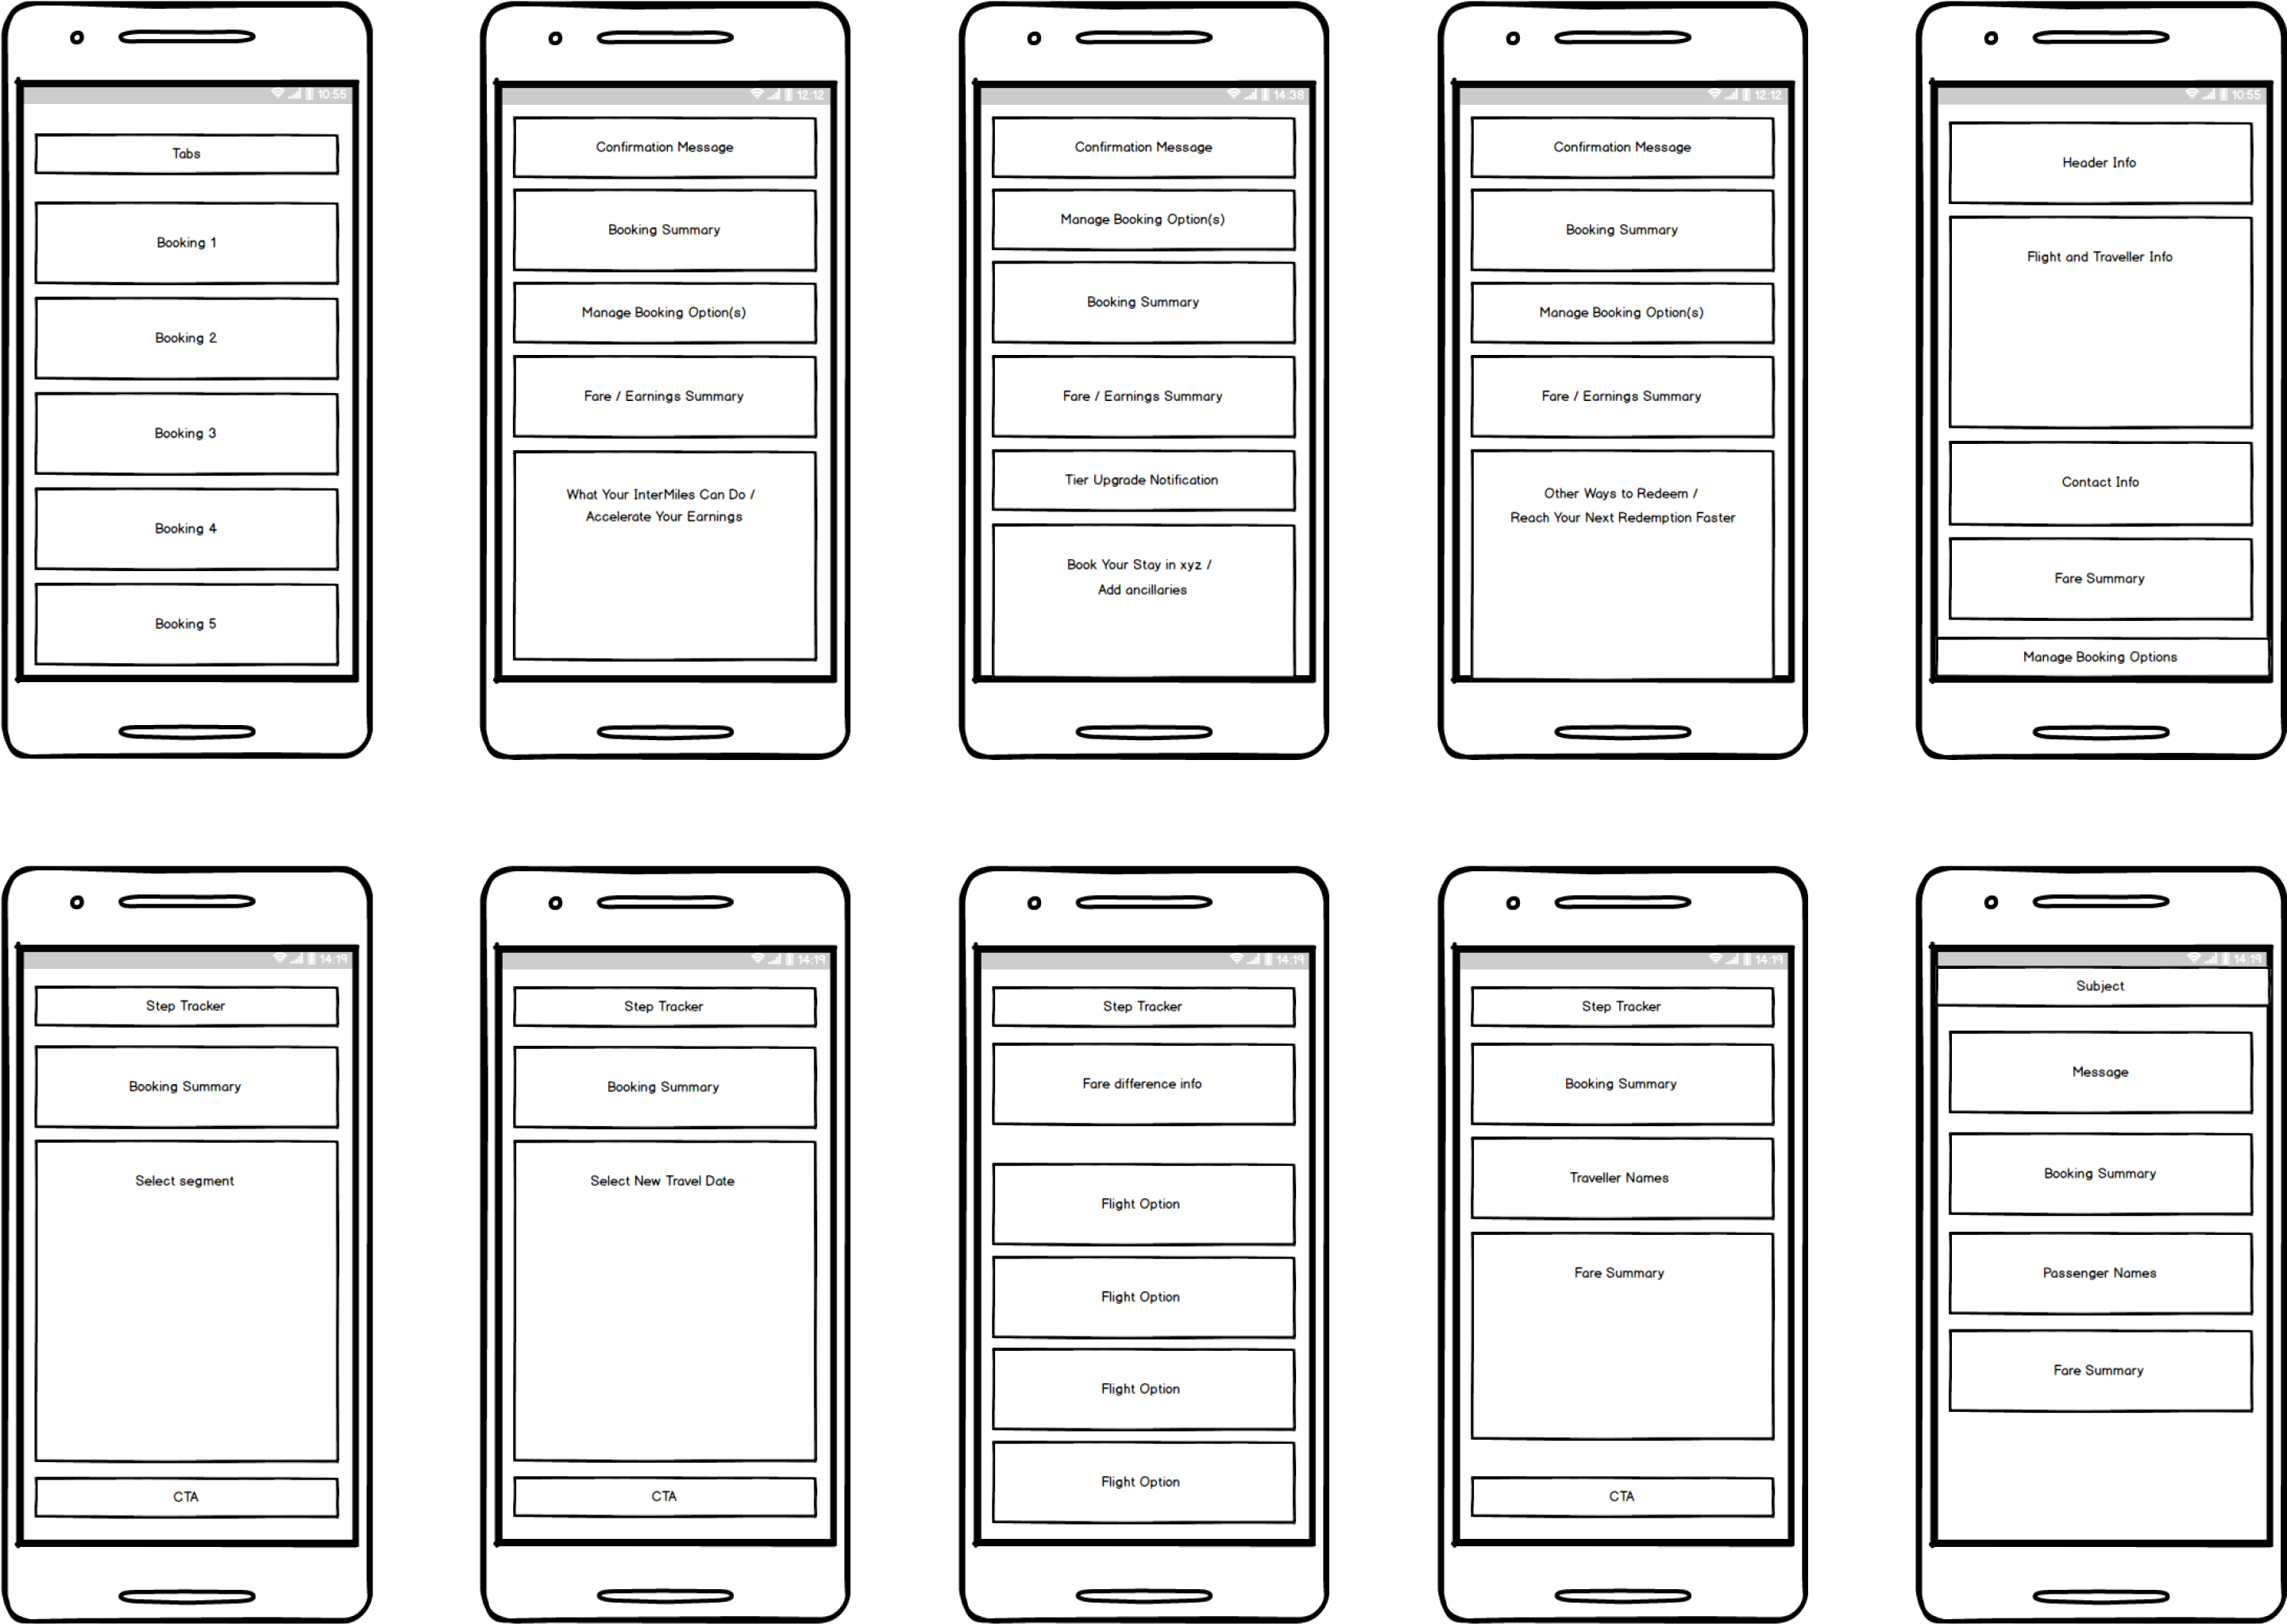 10:55
Tabs
Booking 1
Booking 2
Booking 3
Booking 4
Booking 5
12:12
Confirmation Message
Booking Summary
Manage Booking Option(s)
Fare / Earnings Summary
What Your InterMiles Can Do /
Accelerate Your Earnings
14:38
Confirmation Message
Manage Booking Option(s)
Booking Summary
Fare / Earnings Summary
Tier Upgrade Notification
Book Your Stay in xyz /
Add ancillaries
12:12
Confirmation Message
Booking Summary
Manage Booking Option(s)
Fare / Earnings Summary
Other Ways to Redeem /
Reach Your Next Redemption Faster
10:55
Header Info
Flight and Traveller Info
Contact Info
Fare Summary
Manage Booking Options
14:19
Step Tracker
Booking Summary
Select segment
CTA
14:19
Step Tracker
Booking Summary
Select New Travel Date
CTA
14:19
Step Tracker
Fare difference info
Flight Option
Flight Option
Flight Option
Flight Option
14:19
Step Tracker
Booking Summary
Traveller Names
Fare Summary
CTA
14:19
Subject
Message
Booking Summary
Passenger Names
Fare Summary